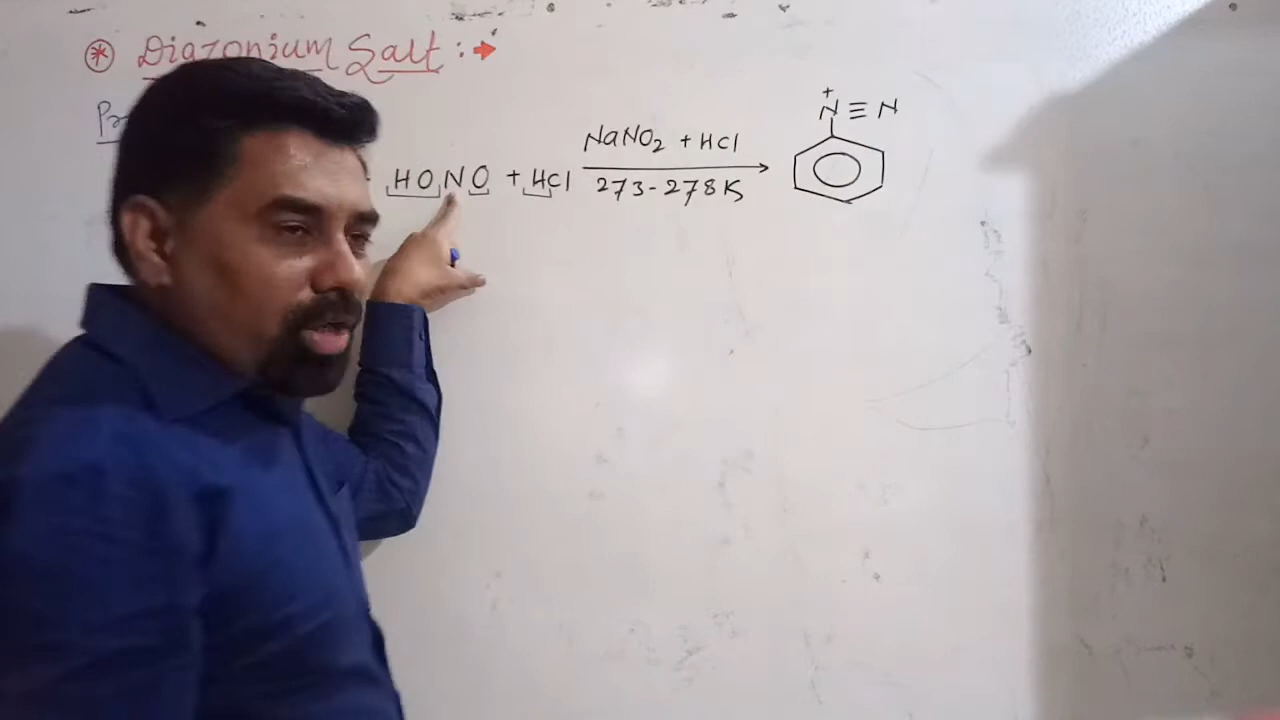 * Diazonium Salt :→
+
N ≡ N
NaNO₂ + HCl
HONO + HCl →
273-278K